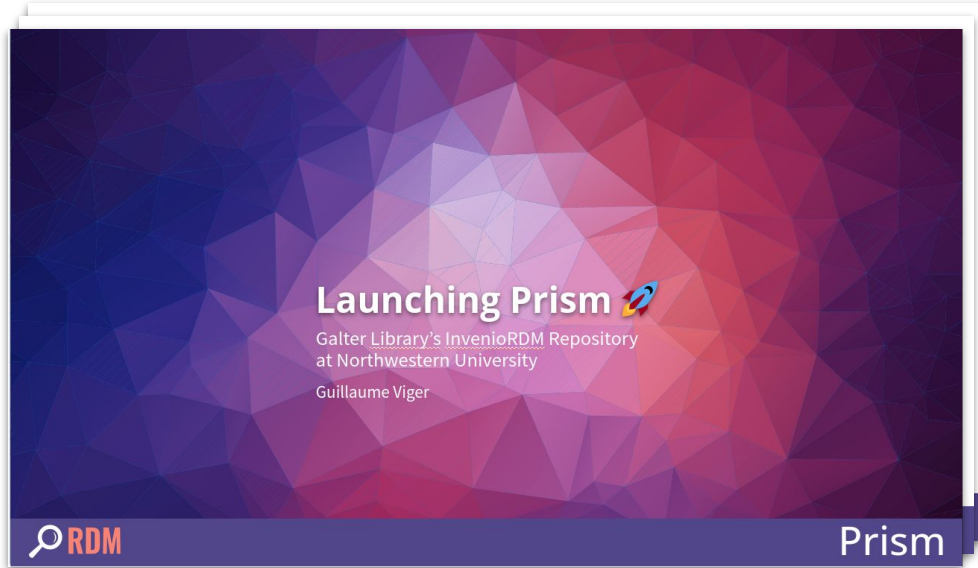 Launching Prism 🚀
Galter Library's InvenioRDM Repository
at Northwestern University
Guillaume Viger
RDM
Prism